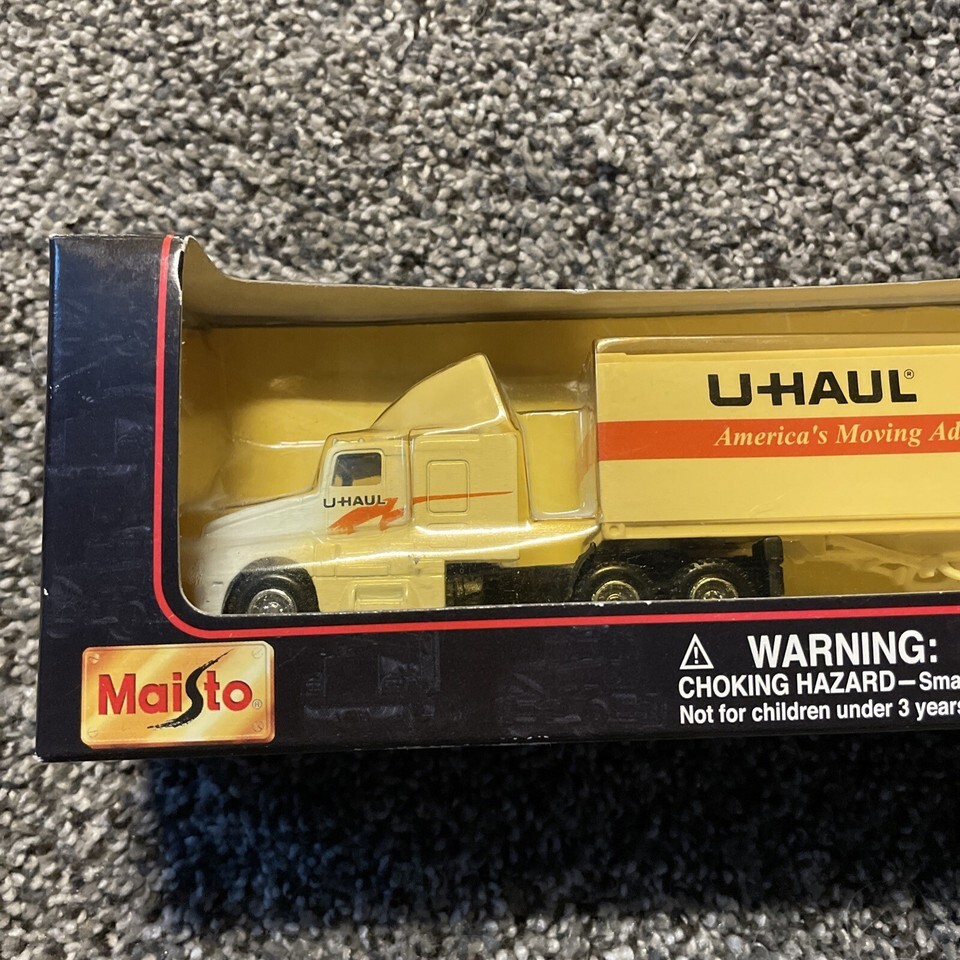 U-HAUL®
America's Moving Ad
U-HAUL
Maisto®
WARNING:
CHOKING HAZARD—Sma
Not for children under 3 years